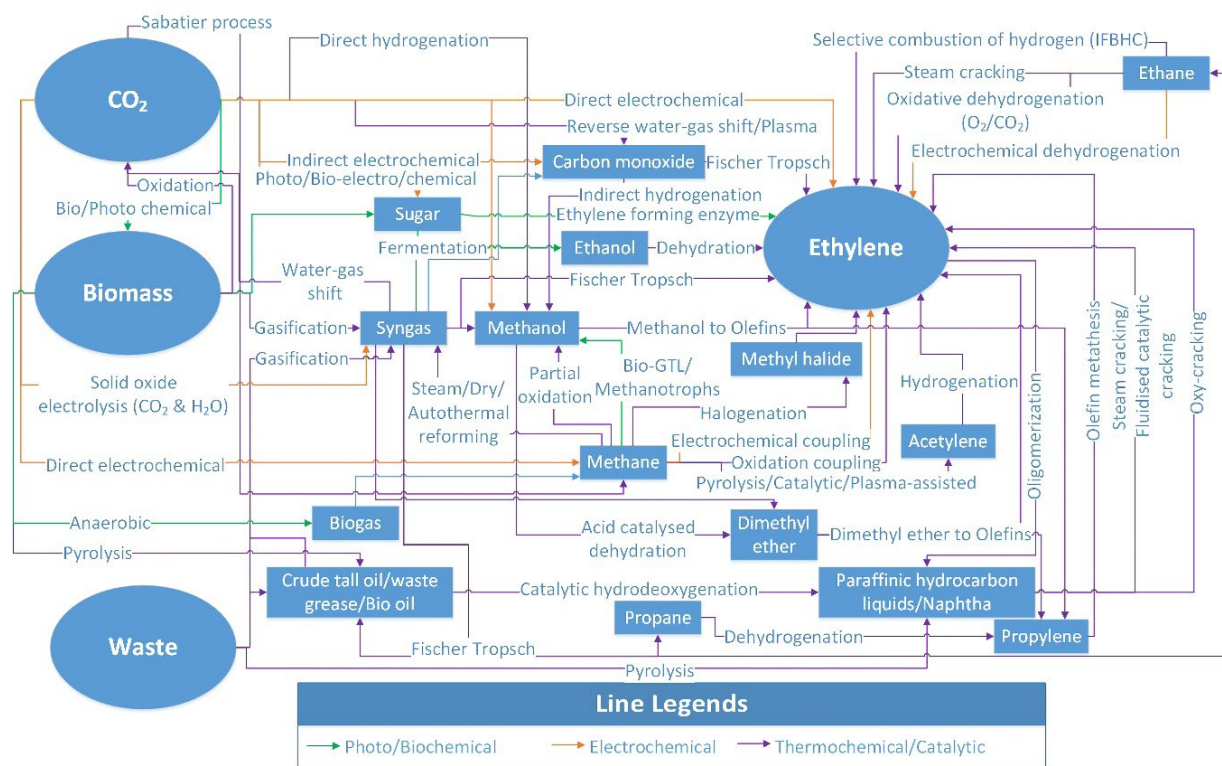 Sabatier process
Direct hydrogenation
Selective combustion of hydrogen (IFBHC)
Steam cracking
Ethane
CO₂
Direct electrochemical
Oxidative dehydrogenation
(O₂/CO₂)
Reverse water-gas shift/Plasma
Indirect electrochemical
Carbon monoxide
Fischer Tropsch
Electrochemical dehydrogenation
Oxidation
Photo/Bio-electro/chemical
Indirect hydrogenation
Bio/Photo chemical
Sugar
Ethylene forming enzyme
Fermentation
Ethanol
Dehydration
Ethylene
Biomass
Water-gas
shift
Fischer Tropsch
Gasification
Syngas
Methanol
Methanol to Olefins
Gasification
Methyl halide
Solid oxide
electrolysis (CO₂ & H₂O)
Steam/Dry/
Autothermal
reforming
Partial
oxidation
Bio-GTL/
Methanotrophs
Halogenation
Hydrogenation
Oligomerization
Olefin metathesis
Steam cracking/
Fluidised catalytic
cracking
Oxy-cracking
Direct electrochemical
Methane
Electrochemical coupling
Oxidation coupling
Acetylene
Pyrolysis/Catalytic/Plasma-assisted
Anaerobic
Biogas
Acid catalysed
dehydration
Dimethyl
ether
Dimethyl ether to Olefins
Pyrolysis
Crude tall oil/waste
grease/Bio oil
Catalytic hydrodeoxygenation
Paraffinic hydrocarbon
liquids/Naphtha
Waste
Fischer Tropsch
Propane
Dehydrogenation
Propylene
Pyrolysis
Line Legends
Photo/Biochemical
Electrochemical
Thermochemical/Catalytic